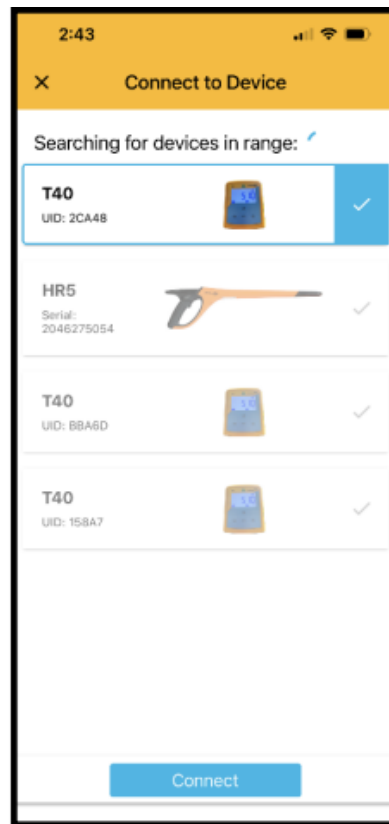 2:43
Connect to Device
Searching for devices in range:
T40
UID: 2CA48
HR5
Serial:
2046275054
T40
UID: BBA6D
T40
UID: 158A7
Connect